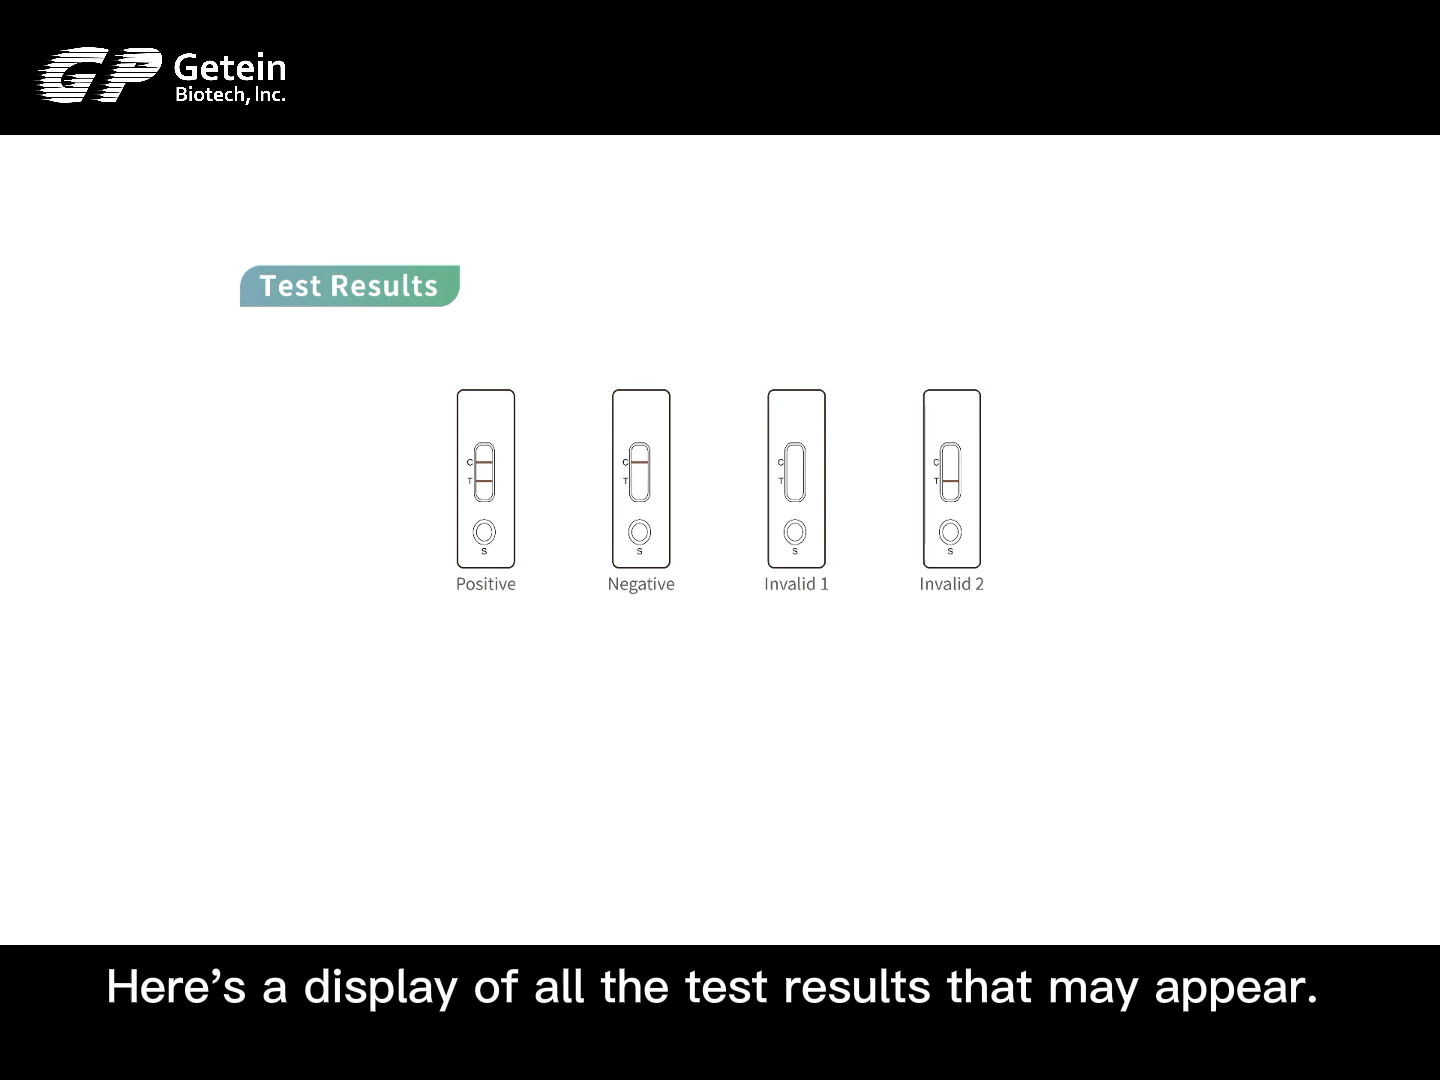 GP Getein
Biotech, Inc.
Test Results
C
T
S
C
T
S
C
T
S
C
T
S
Positive
Negative
Invalid 1
Invalid 2
Here’s a display of all the test results that may appear.